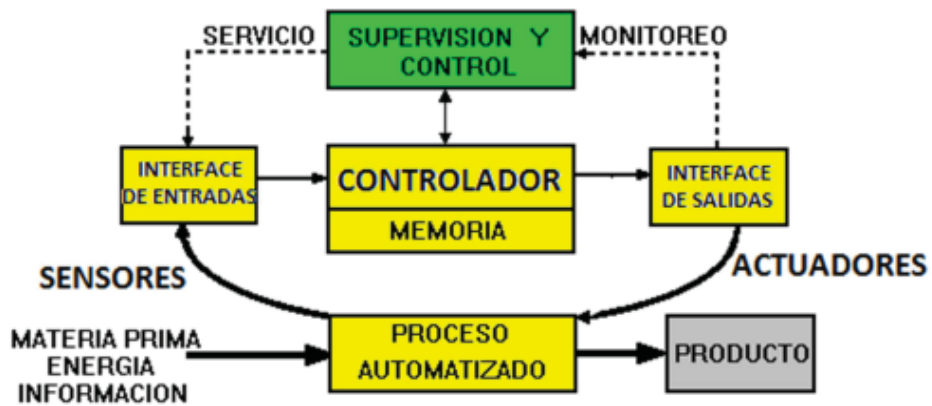 SERVICIO
SUPERVISION Y
CONTROL
MONITOREO
INTERFACE
DE ENTRADAS
CONTROLADOR
MEMORIA
INTERFACE
DE SALIDAS
SENSORES
ACTUADORES
MATERIA PRIMA
ENERGIA
INFORMACION
PROCESO
AUTOMATIZADO
PRODUCTO